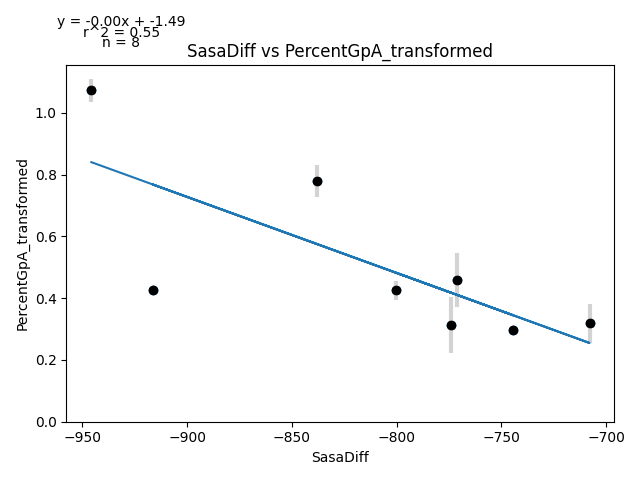 y = -0.00x + -1.49
r^2 = 0.55
n = 8
SasaDiff vs PercentGpA_transformed
PercentGpA_transformed
1.0
0.8
0.6
0.4
0.2
0.0
−950
−900
−850
−800
−750
−700
SasaDiff